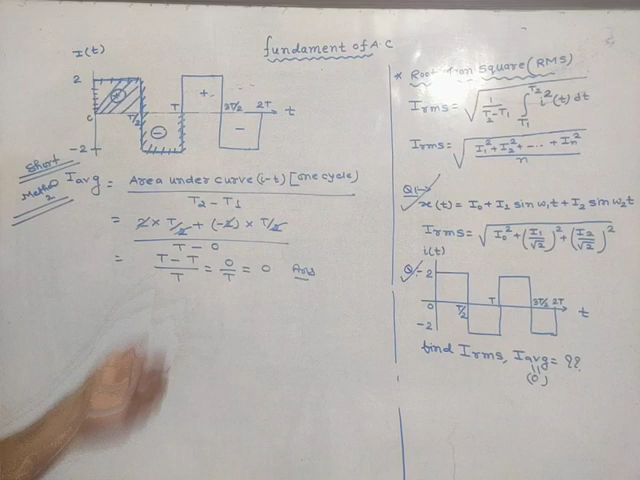 fundament of A C
I(t)
2
+
+
0
T/2
T
3T/2
2T
t
-
-
-2
Short
Method 2
Iavg = Area under curve (i-t) [one cycle] / T2 - T1
= 2 × T/2 + (-2) × T/2 / T - 0
= T - T / T = 0/T = 0 Ans
* Root Mean Square (RMS)
Irms = √(1/T2-T1 ∫T1^T2 i²(t) dt)
Irms = √(I1² + I2² + - .. + In² / n)
Q1→
x(t) = I0 + I1 sin w1t + I2 sin w2t
Irms = √(I0² + (I1/√2)² + (I2/√2)²)
i(t)
Q.
2
0
T/2
T
3T/2
2T
t
-2
find Irms, Iavg = ??
(0)